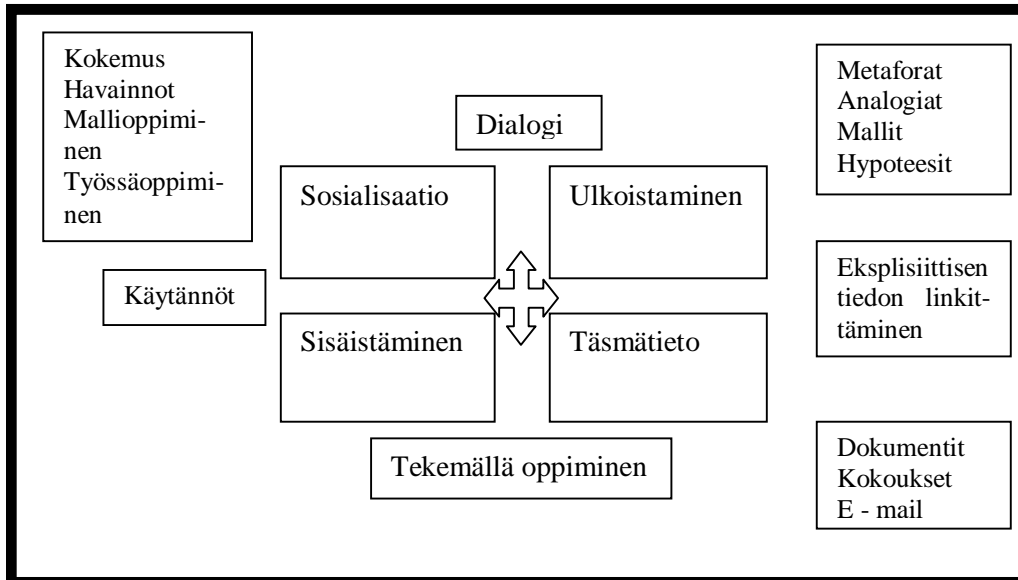 Kokemus
Havainnot
Mallioppimi-
nen
Työssäoppimi-
nen
Dialogi
Metaforat
Analogiat
Mallit
Hypoteesit
Sosialisaatio
Ulkoistaminen
Käytännöt
Eksplisiittisen
tiedon linkit-
täminen
Sisäistäminen
Täsmätieto
Tekemällä oppiminen
Dokumentit
Kokoukset
E - mail